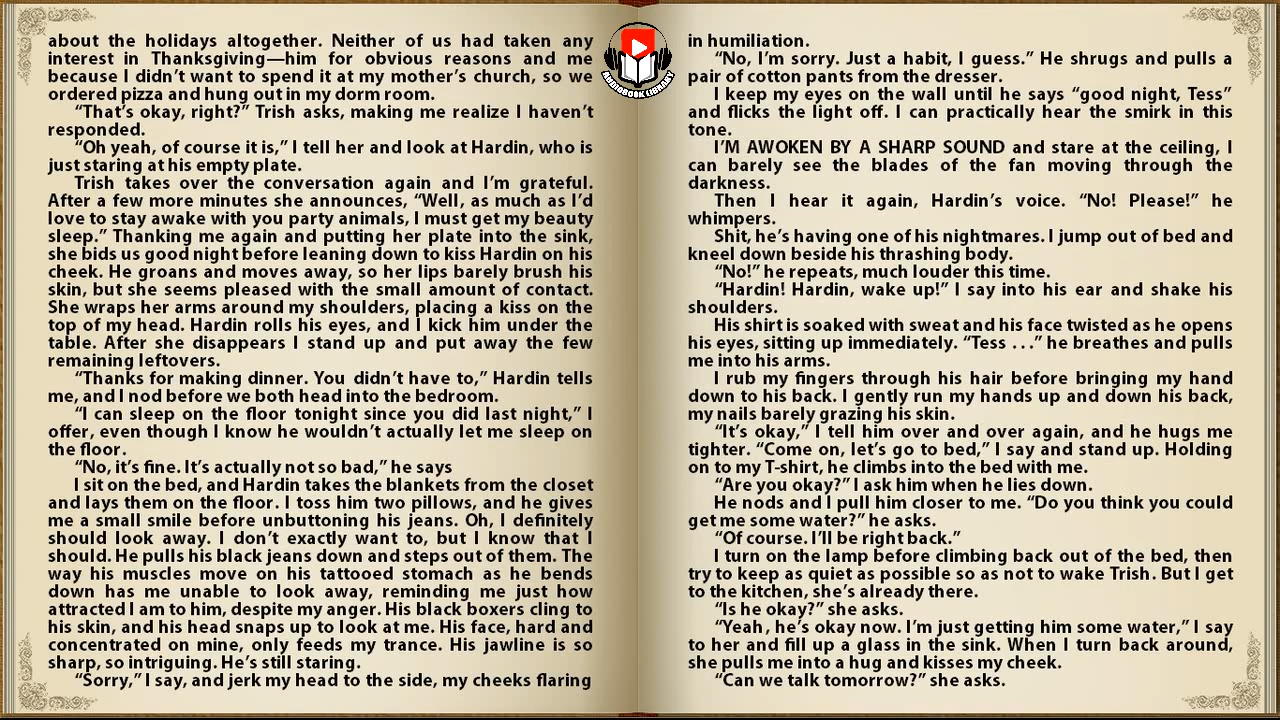 about the holidays altogether. Neither of us had taken any
interest in Thanksgiving—him for obvious reasons and me
because I didn’t want to spend it at my mother’s church, so we
ordered pizza and hung out in my dorm room.
“That’s okay, right?” Trish asks, making me realize I haven’t
responded.
“Oh yeah, of course it is,” I tell her and look at Hardin, who is
just staring at his empty plate.
Trish takes over the conversation again and I’m grateful.
After a few more minutes she announces, “Well, as much as I’d
love to stay awake with you party animals, I must get my beauty
sleep.” Thanking me again and putting her plate into the sink,
she bids us good night before leaning down to kiss Hardin on his
cheek. He groans and moves away, so her lips barely brush his
skin, but she seems pleased with the small amount of contact.
She wraps her arms around my shoulders, placing a kiss on the
top of my head. Hardin rolls his eyes, and I kick him under the
table. After she disappears I stand up and put away the few
remaining leftovers.
“Thanks for making dinner. You didn’t have to,” Hardin tells
me, and I nod before we both head into the bedroom.
“I can sleep on the floor tonight since you did last night,” I
offer, even though I know he wouldn’t actually let me sleep on
the floor.
“No, it’s fine. It’s actually not so bad,” he says
I sit on the bed, and Hardin takes the blankets from the closet
and lays them on the floor. I toss him two pillows, and he gives
me a small smile before unbuttoning his jeans. Oh, I definitely
should look away. I don’t exactly want to, but I know that I
should. He pulls his black jeans down and steps out of them. The
way his muscles move on his tattooed stomach as he bends
down has me unable to look away, reminding me just how
attracted I am to him, despite my anger. His black boxers cling to
his skin, and his head snaps up to look at me. His face, hard and
concentrated on mine, only feeds my trance. His jawline is so
sharp, so intriguing. He’s still staring.
“Sorry,” I say, and jerk my head to the side, my cheeks flaring
AUDIOBOOK LIBRARY
in humiliation.
“No, I’m sorry. Just a habit, I guess.” He shrugs and pulls a
pair of cotton pants from the dresser.
I keep my eyes on the wall until he says “good night, Tess”
and flicks the light off. I can practically hear the smirk in this
tone.
I’M AWOKEN BY A SHARP SOUND and stare at the ceiling, I
can barely see the blades of the fan moving through the
darkness.
Then I hear it again, Hardin’s voice. “No! Please!” he
whimpers.
Shit, he’s having one of his nightmares. I jump out of bed and
kneel down beside his thrashing body.
“No!” he repeats, much louder this time.
“Hardin! Hardin, wake up!” I say into his ear and shake his
shoulders.
His shirt is soaked with sweat and his face twisted as he opens
his eyes, sitting up immediately. “Tess . . .” he breathes and pulls
me into his arms.
I rub my fingers through his hair before bringing my hand
down to his back. I gently run my hands up and down his back,
my nails barely grazing his skin.
“It’s okay,” I tell him over and over again, and he hugs me
tighter. “Come on, let’s go to bed,” I say and stand up. Holding
on to my T-shirt, he climbs into the bed with me.
“Are you okay?” I ask him when he lies down.
He nods and I pull him closer to me. “Do you think you could
get me some water?” he asks.
“Of course. I’ll be right back.”
I turn on the lamp before climbing back out of the bed, then
try to keep as quiet as possible so as not to wake Trish. But I get
to the kitchen, she’s already there.
“Is he okay?” she asks.
“Yeah, he’s okay now. I’m just getting him some water,” I say
to her and fill up a glass in the sink. When I turn back around,
she pulls me into a hug and kisses my cheek.
“Can we talk tomorrow?” she asks.